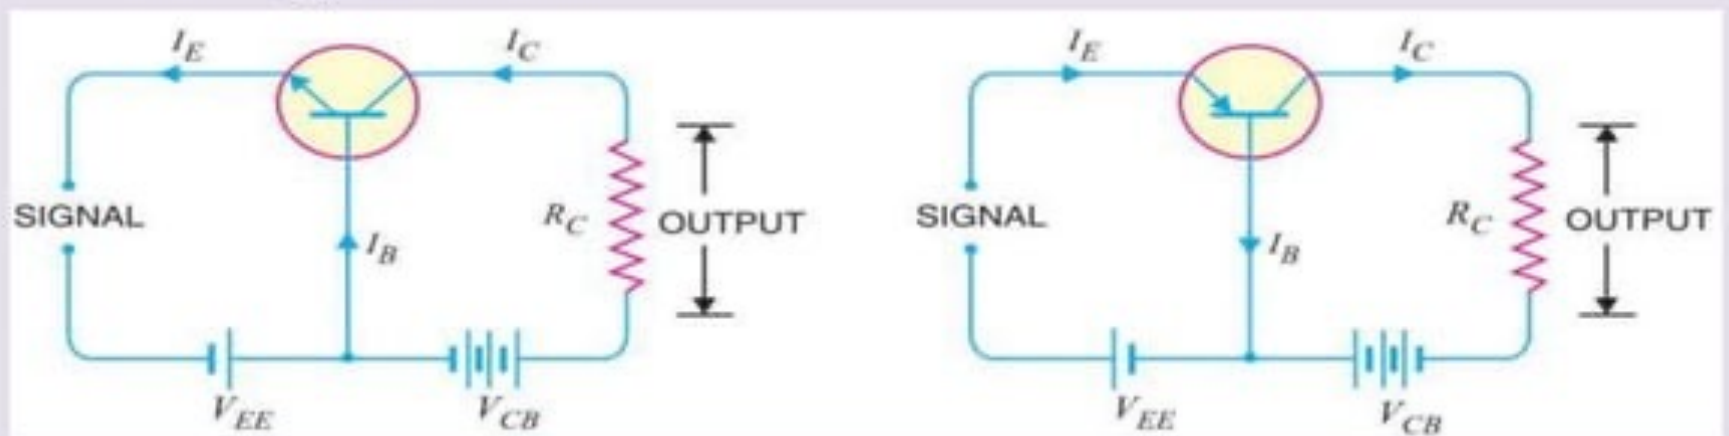 I_E I_C
SIGNAL I_B R_C OUTPUT
V_EE V_CB
I_E I_C
SIGNAL I_B R_C OUTPUT
V_EE V_CB